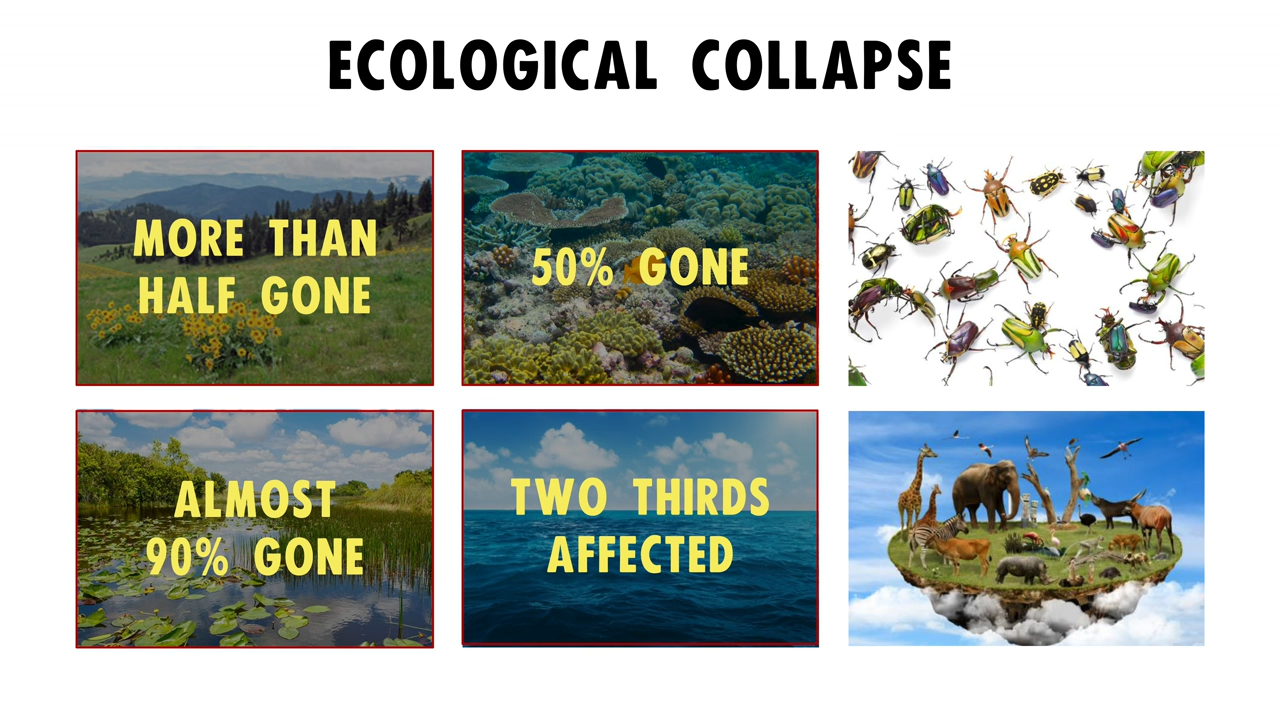 ECOLOGICAL COLLAPSE
MORE THAN
HALF GONE
50% GONE
ALMOST
90% GONE
TWO THIRDS
AFFECTED